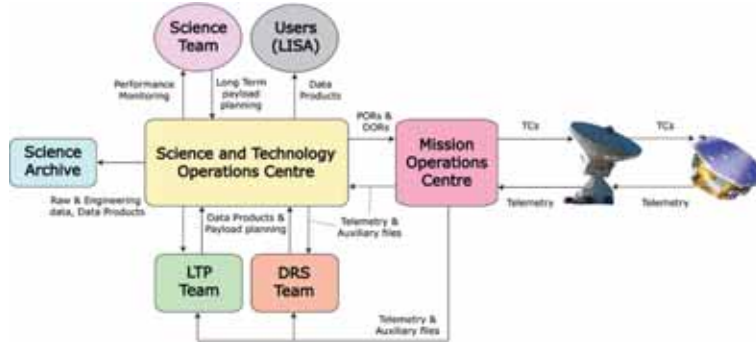 Science
Team
Users
(LISA)
Performance
Monitoring
Long Term
payload
planning
Data
Products
PORs &
DORs
TCs
TCs
Science
Archive
Science and Technology
Operations Centre
Mission
Operations
Centre
Raw & Engineering
data, Data Products
Data Products &
Payload planning
Telemetry &
Auxiliary files
Telemetry
Telemetry
LTP
Team
DRS
Team
Telemetry &
Auxiliary files